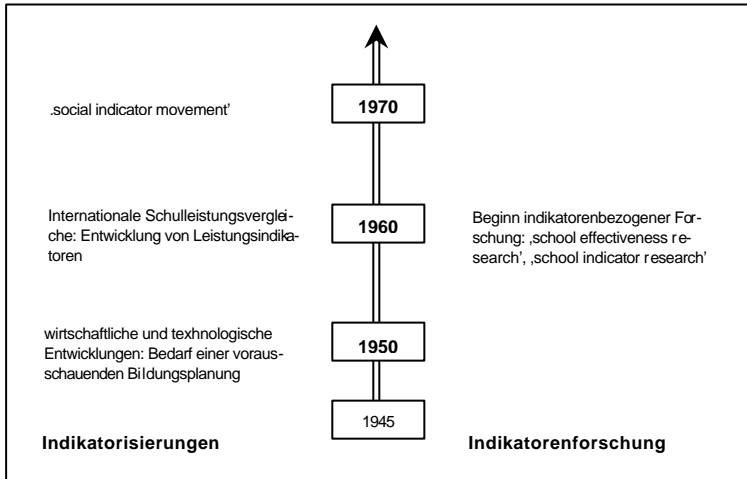 ‚social indicator movement’
1970
Internationale Schulleistungsverglei-
che: Entwicklung von Leistungsindika-
toren
1960
Beginn indikatorenbezogener For-
schung: ‚school effectiveness re-
search’, ‚school indicator research’
wirtschaftliche und texhnologische
Entwicklungen: Bedarf einer voraus-
schauenden Bildungsplanung
1950
1945
Indikatorisierungen
Indikatorenforschung